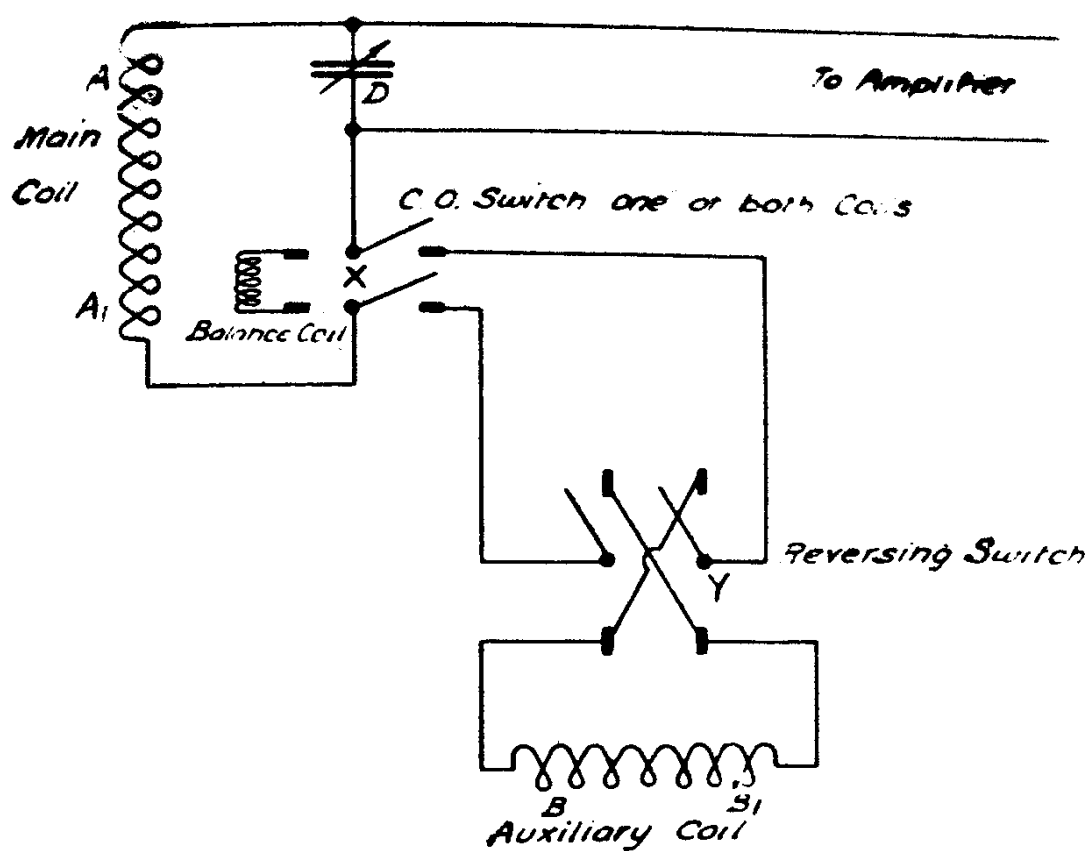 A
Main
Coil
A1
D
To Amplifier
C.O. Switch one or both Coils
X
Balance Coil
Reversing Switch
Y
B
B1
Auxiliary Coil